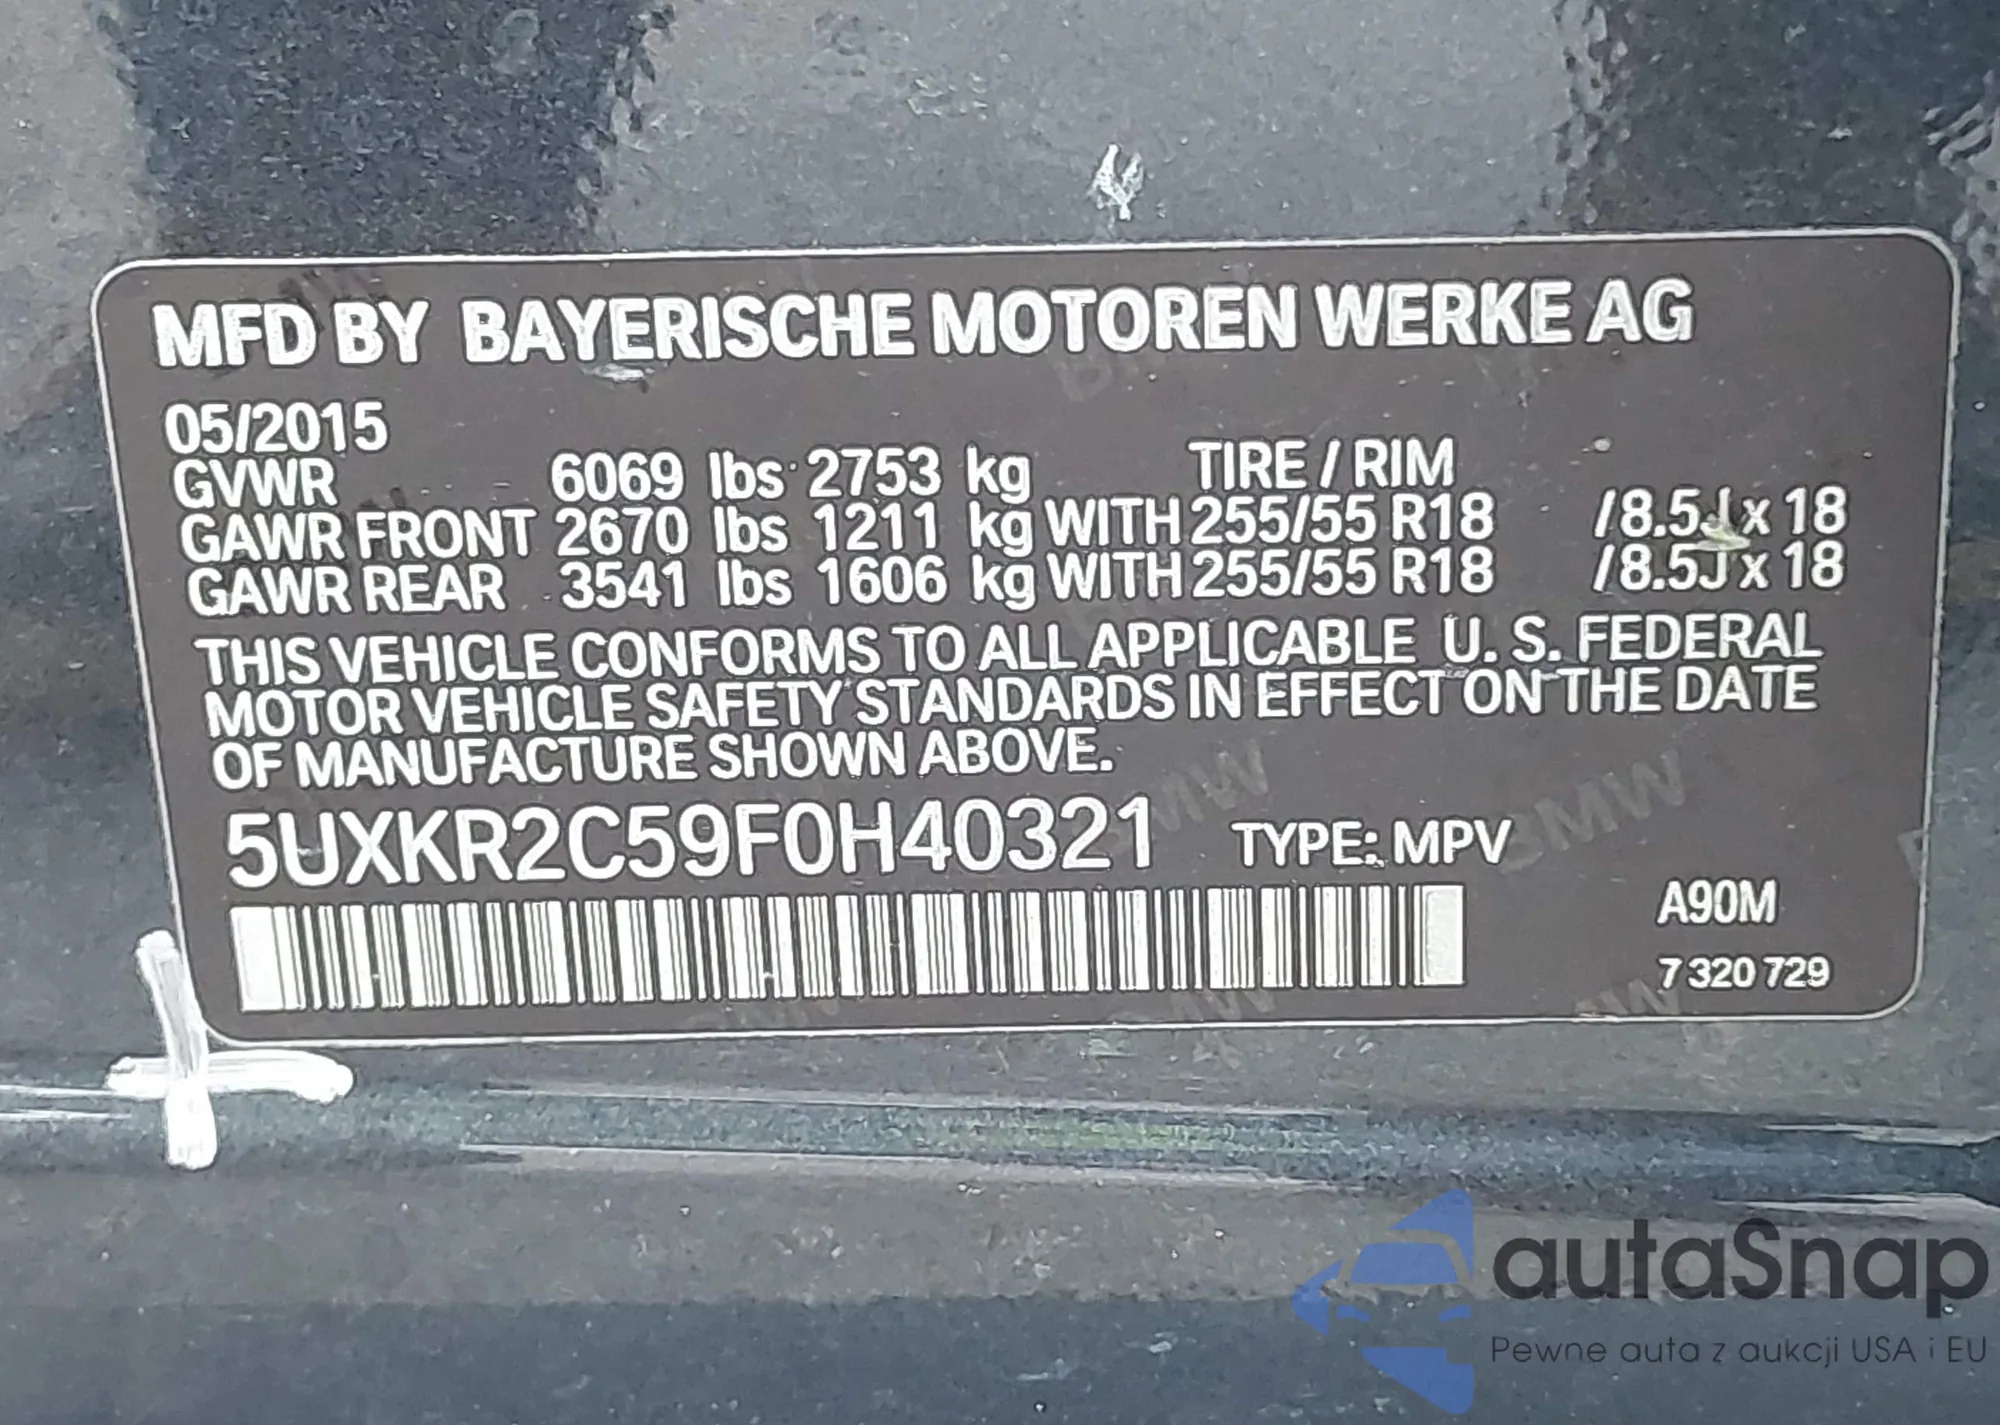 MFD BY BAYERISCHE MOTOREN WERKE AG
05/2015
GVWR 6069 lbs 2753 kg TIRE / RIM
GAWR FRONT 2670 lbs 1211 kg WITH 255/55 R18 / 8.5J x 18
GAWR REAR 3541 lbs 1606 kg WITH 255/55 R18 / 8.5J x 18
THIS VEHICLE CONFORMS TO ALL APPLICABLE U. S. FEDERAL
MOTOR VEHICLE SAFETY STANDARDS IN EFFECT ON THE DATE
OF MANUFACTURE SHOWN ABOVE.
5UXKR2C59F0H40321 TYPE: MPV
A90M
7 320 729
autaSnap
Pewne auta z aukcji USA i EU